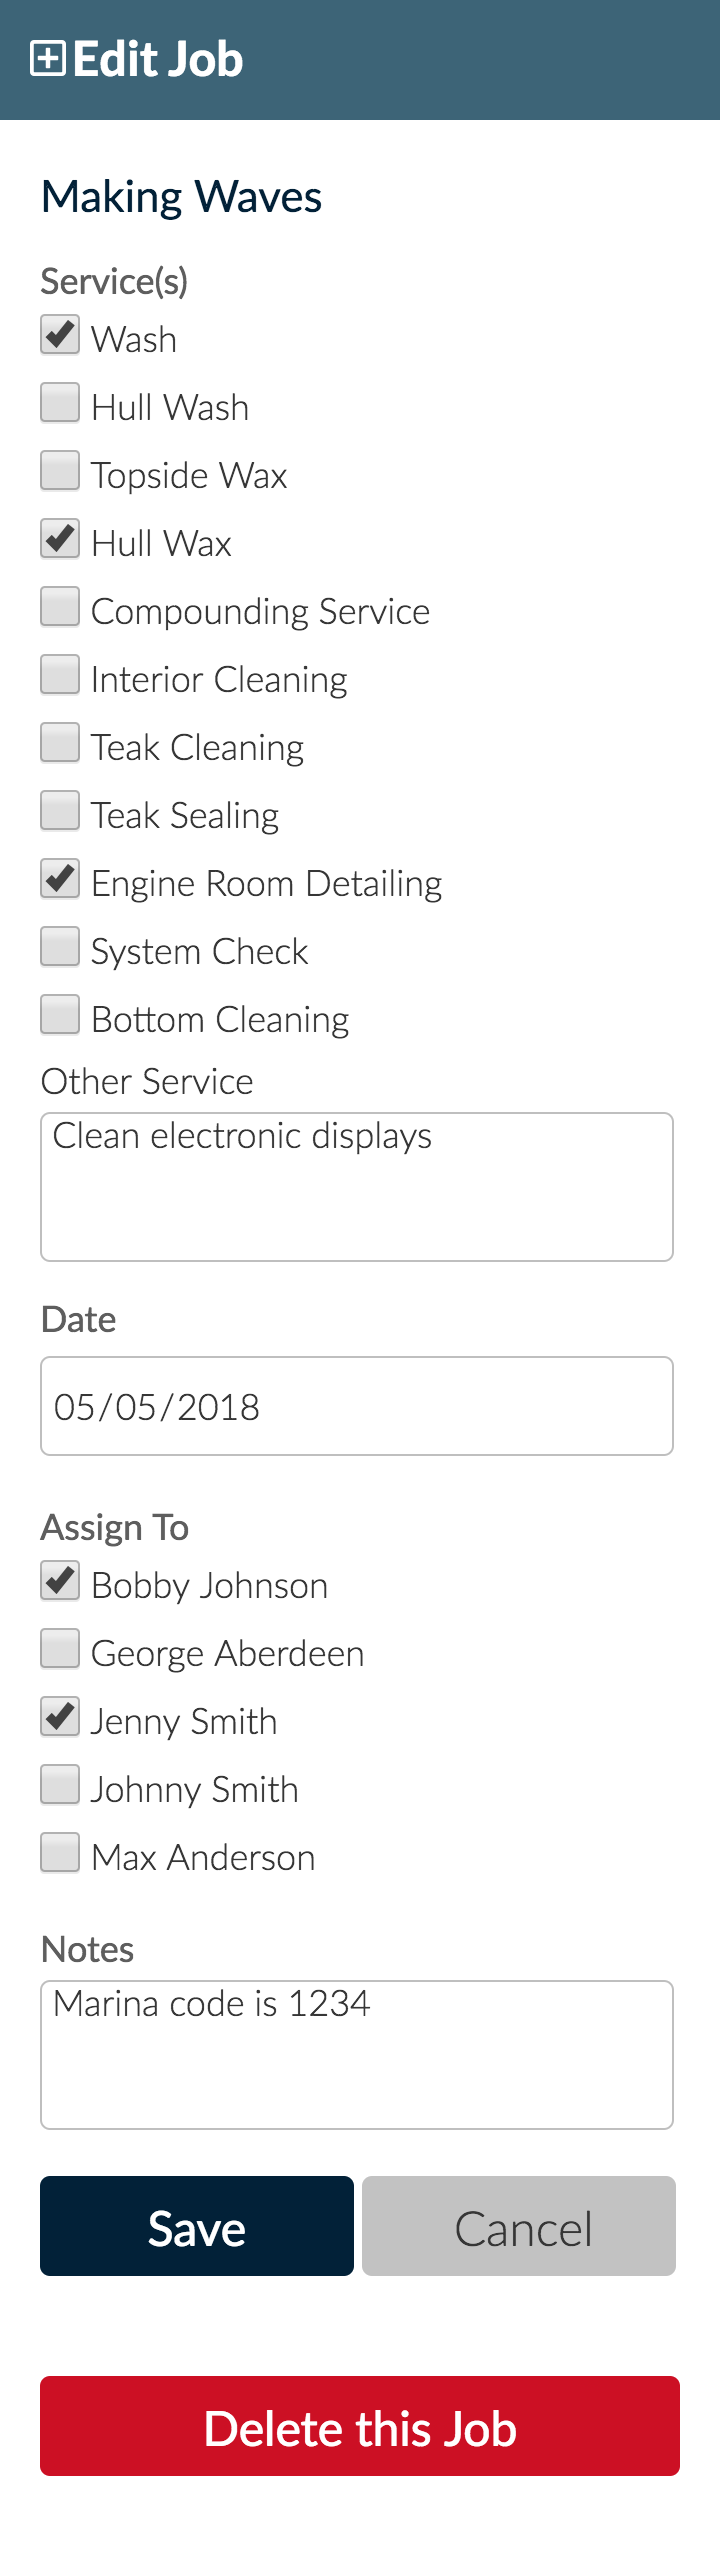 Edit Job
Making Waves
Service(s)
Wash
Hull Wash
Topside Wax
Hull Wax
Compounding Service
Interior Cleaning
Teak Cleaning
Teak Sealing
Engine Room Detailing
System Check
Bottom Cleaning
Other Service
Clean electronic displays
Date
05/05/2018
Assign To
Bobby Johnson
George Aberdeen
Jenny Smith
Johnny Smith
Max Anderson
Notes
Marina code is 1234
Save
Cancel
Delete this Job